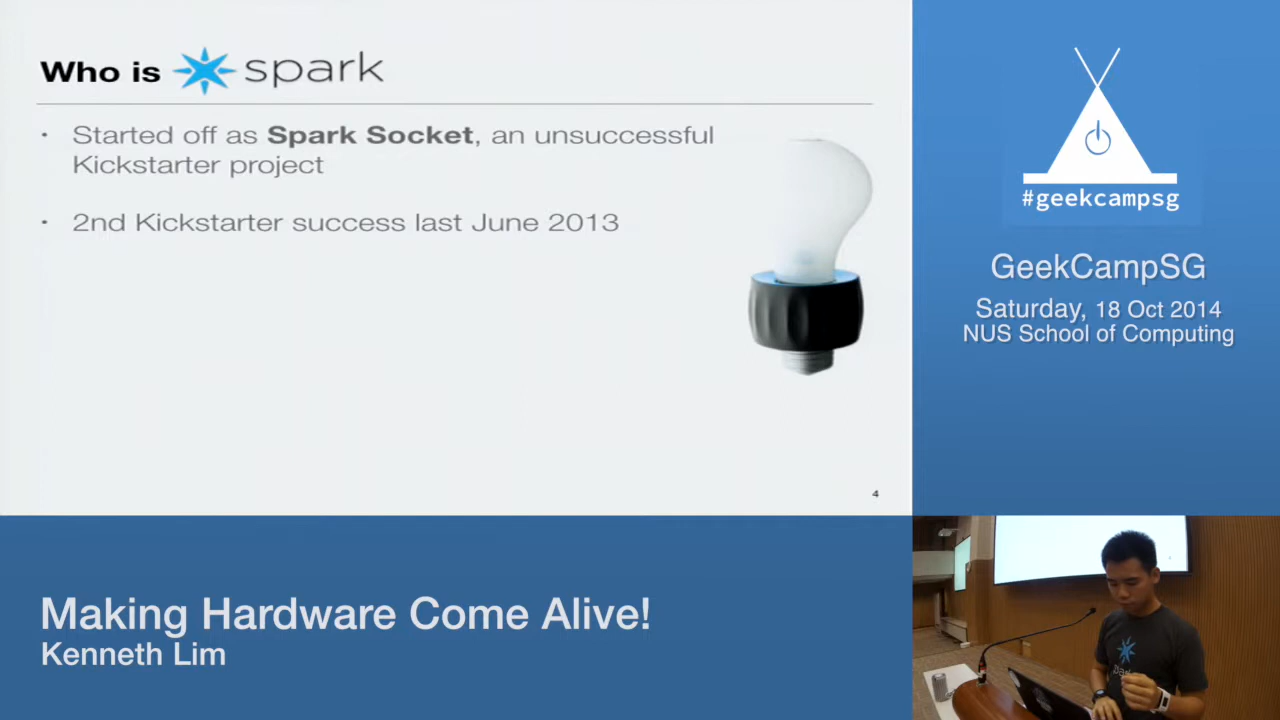 Who is spark
• Started off as Spark Socket, an unsuccessful
Kickstarter project
• 2nd Kickstarter success last June 2013
4
#geekcampsg
GeekCampSG
Saturday, 18 Oct 2014
NUS School of Computing
Making Hardware Come Alive!
Kenneth Lim